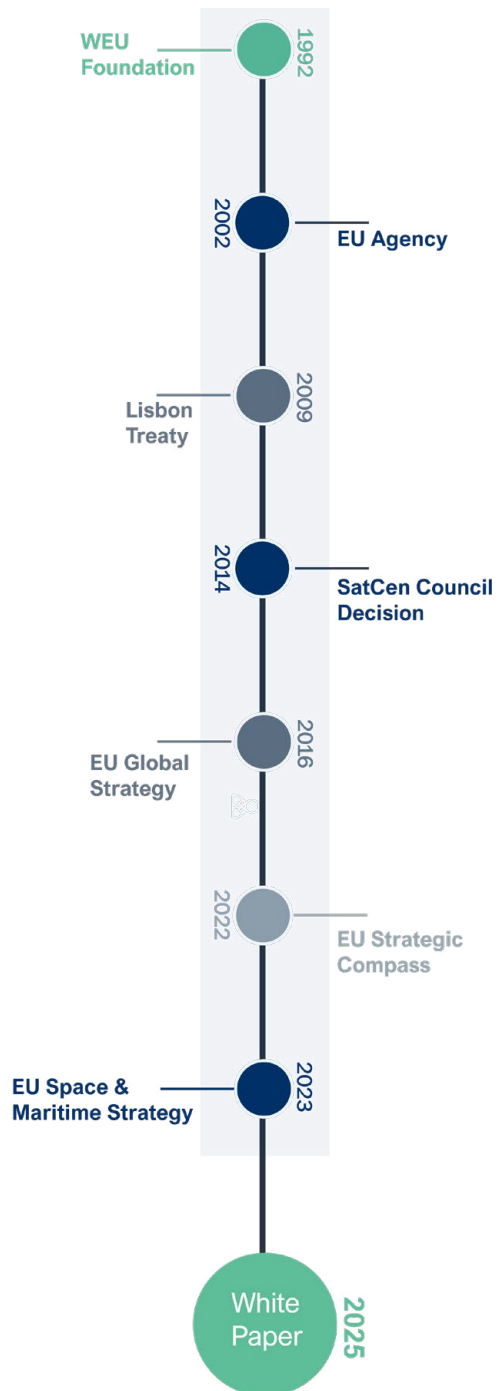 WEU
Foundation
1992
2002
EU Agency
Lisbon
Treaty
2009
2014
SatCen Council
Decision
EU Global
Strategy
2016
2022
EU Strategic
Compass
EU Space &
Maritime Strategy
2023
White
Paper
2025